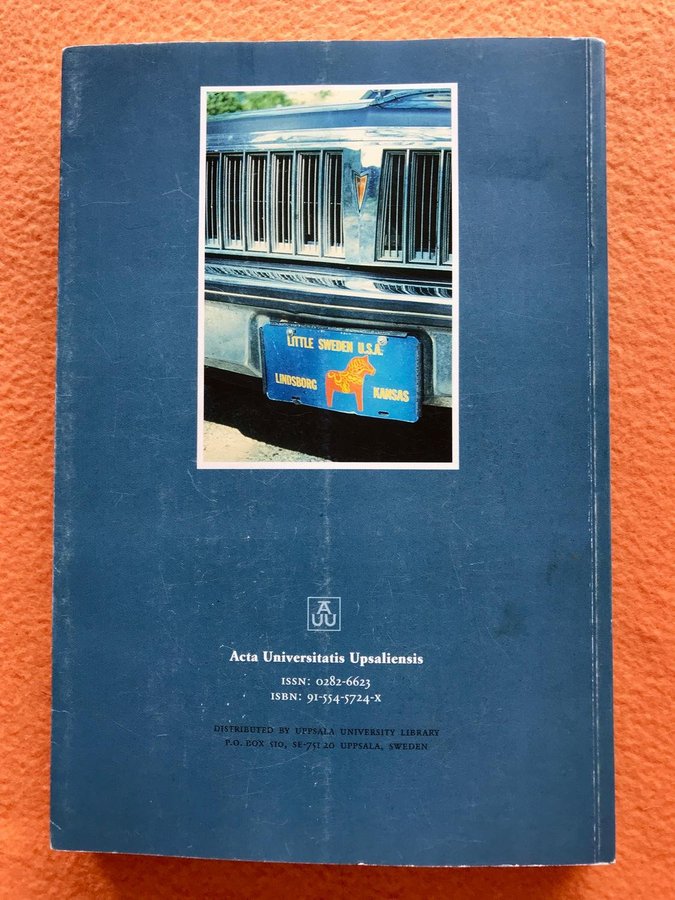 LITTLE SWEDEN U.S.A.
LINDSBORG KANSAS
AUU
Acta Universitatis Upsaliensis
ISSN: 0282-6623
ISBN: 91-554-5724-X
DISTRIBUTED BY UPPSALA UNIVERSITY LIBRARY
P.O. BOX 510, SE-751 20 UPPSALA, SWEDEN